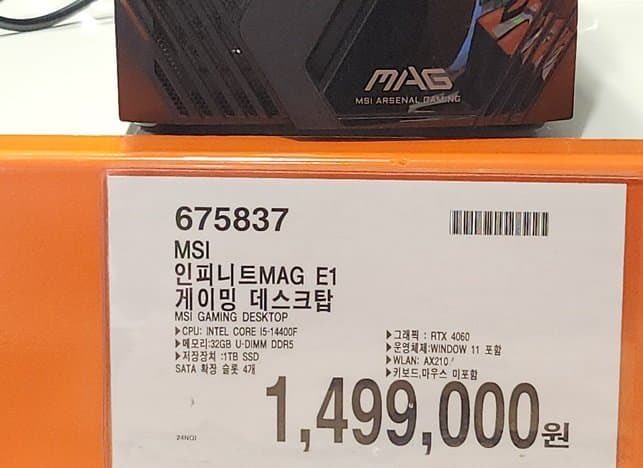 MAG
MSI ARSENAL GAMING
675837
MSI
인피니트MAG E1
게이밍 데스크탑
MSI GAMING DESKTOP
▶CPU: INTEL CORE I5-14400F
▶메모리:32GB U-DIMM DDR5
▶저장장치 :1TB SSD
SATA 확장 슬롯 4개
▶그래픽 : RTX 4060
▶운영체제:WINDOW 11 포함
▶WLAN: AX210
▶키보드,마우스 미포함
1,499,000원